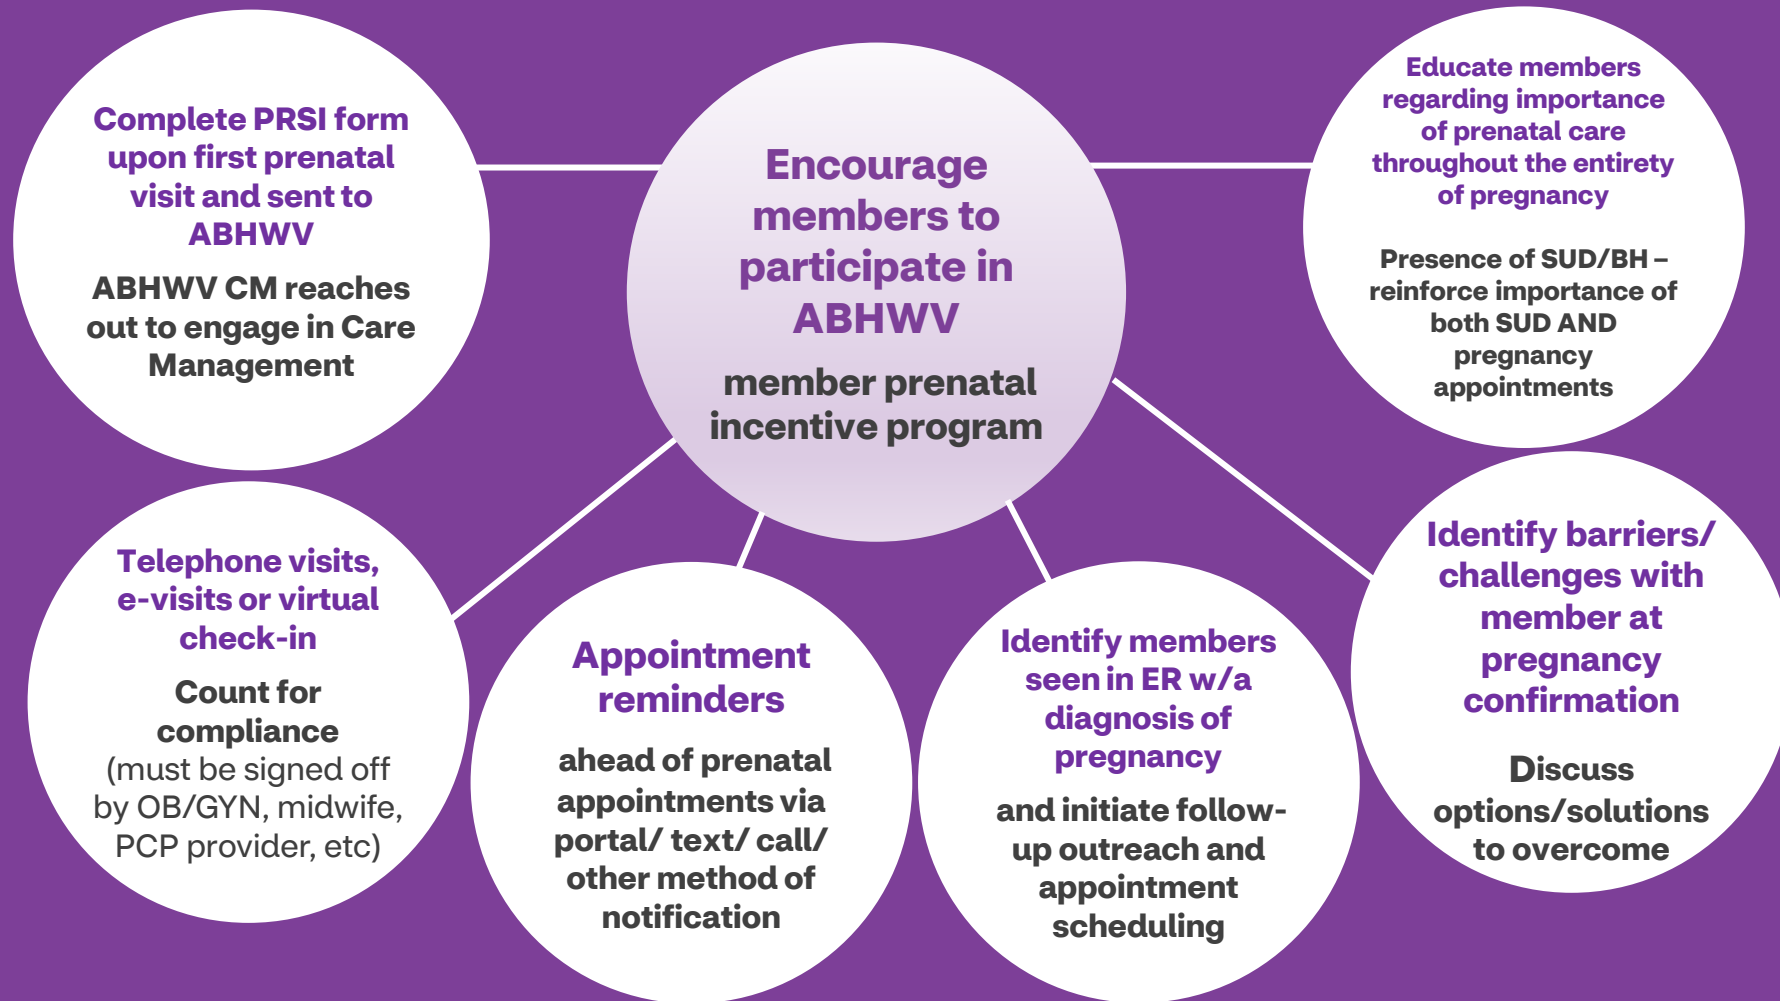 Complete PRSI form
upon first prenatal
visit and sent to
ABHWV
ABHWV CM reaches
out to engage in Care
Management
Encourage
members to
participate in
ABHWV
member prenatal
incentive program
Educate members
regarding importance
of prenatal care
throughout the entirety
of pregnancy
Presence of SUD/BH –
reinforce importance of
both SUD AND
pregnancy
appointments
Telephone visits,
e-visits or virtual
check-in
Count for
compliance
(must be signed off
by OB/GYN, midwife,
PCP provider, etc)
Appointment
reminders
ahead of prenatal
appointments via
portal/ text/ call/
other method of
notification
Identify members
seen in ER w/a
diagnosis of
pregnancy
and initiate follow-
up outreach and
appointment
scheduling
Identify barriers/
challenges with
member at
pregnancy
confirmation
Discuss
options/solutions
to overcome